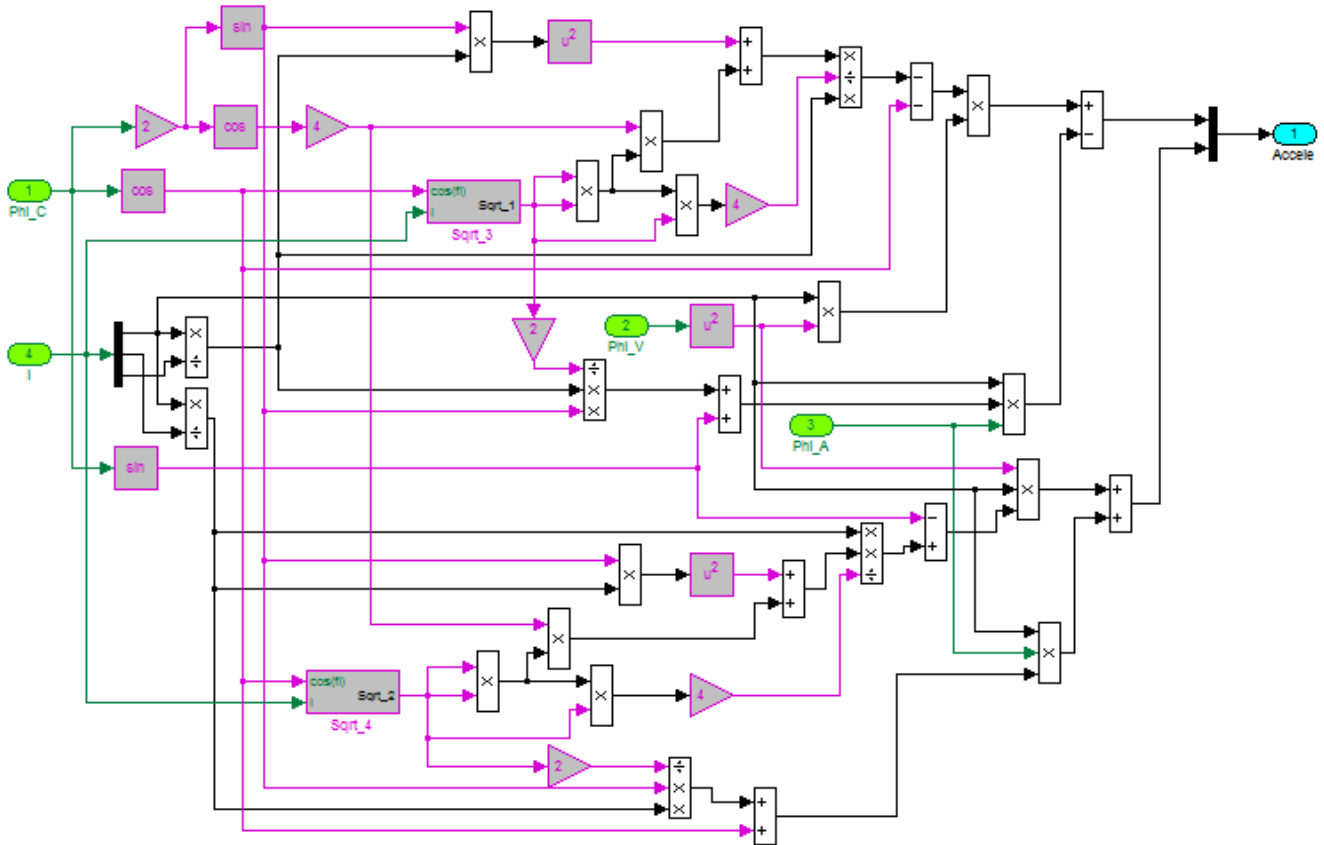 sin
×
u²
+
+
×
÷
×
−
−
×
+
−
1
Accele
2
cos
4
×
1
Phi_C
cos
cos(fi)
I
Sqrt_1
Sqrt_3
×
×
4
2
2
Phi_V
u²
×
4
I
×
÷
×
÷
÷
×
×
+
+
3
Phi_A
×
sin
×
+
+
−
+
×
×
÷
×
u²
+
+
×
cos(fi)
I
Sqrt_2
Sqrt_4
×
×
4
×
2
÷
×
×
+
+